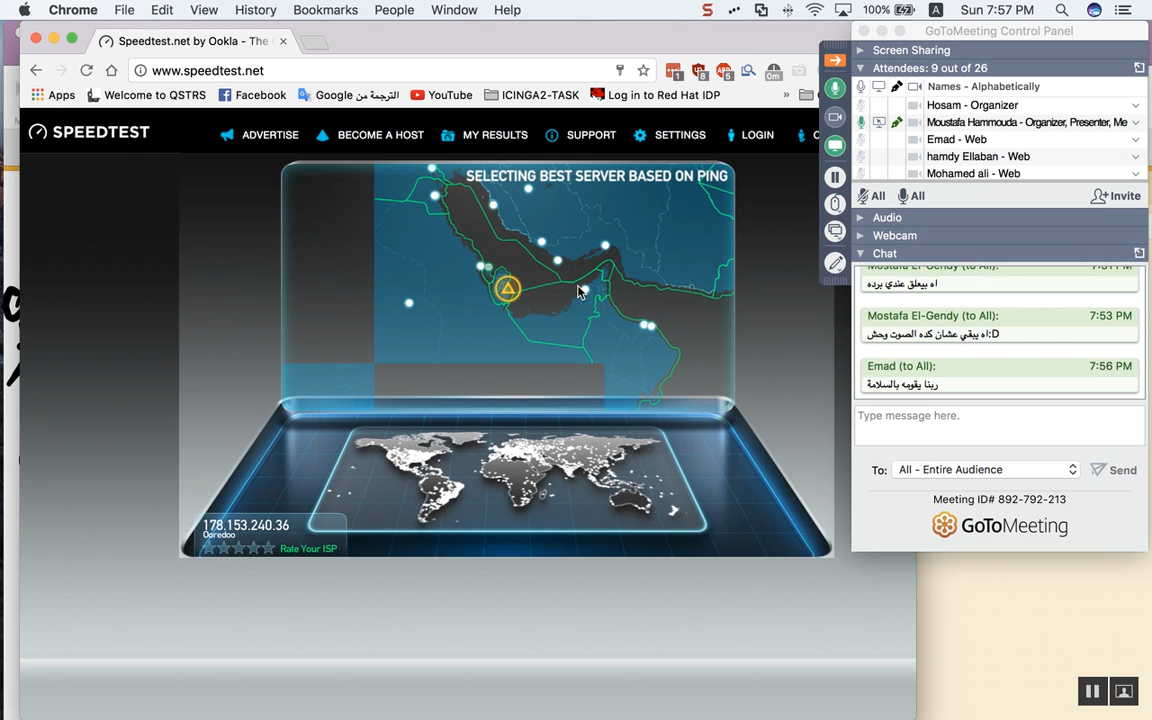 Chrome File Edit View History Bookmarks People Window Help 100% A Sun 7:57 PM
Speedtest.net by Ookla - The
www.speedtest.net
Apps Welcome to QSTRS Facebook الترجمة من Google YouTube ICINGA2-TASK Log in to Red Hat IDP »
SPEEDTEST ADVERTISE BECOME A HOST MY RESULTS SUPPORT SETTINGS LOGIN
SELECTING BEST SERVER BASED ON PING
178.153.240.36
Ooredoo
Rate Your ISP
GoToMeeting Control Panel
Screen Sharing
Attendees: 9 out of 26
Names - Alphabetically
Hosam - Organizer
Moustafa Hammouda - Organizer, Presenter, Me
Emad - Web
hamdy Ellaban - Web
Mohamed ali - Web
All All Invite
Audio
Webcam
Chat
اه بيعلق عندي برده
Mostafa El-Gendy (to All): 7:53 PM
اه يبقي عشان كده الصوت وحش:D
Emad (to All): 7:56 PM
ربنا يقومه بالسلامة
Type message here.
To: All - Entire Audience Send
Meeting ID# 892-792-213
GoToMeeting